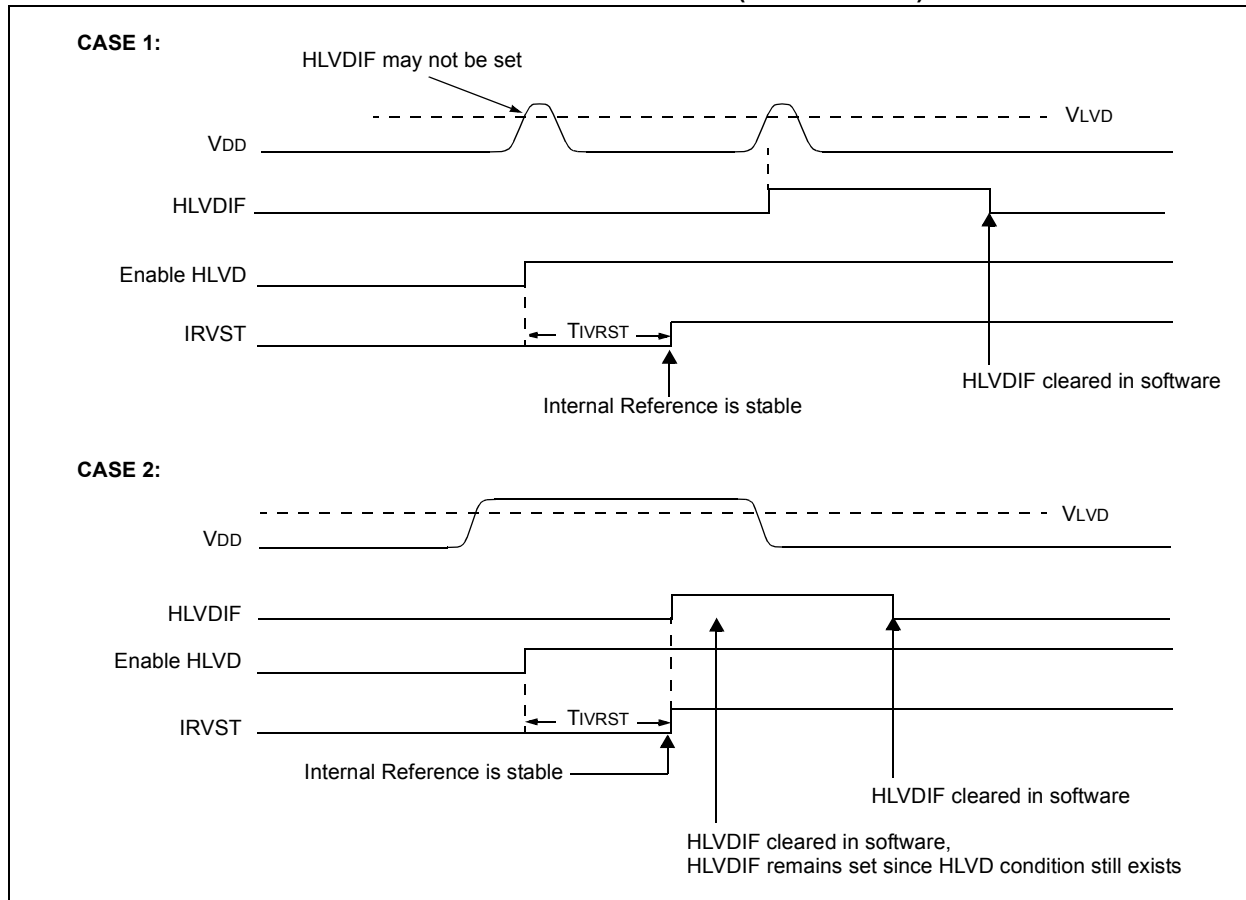 CASE 1:
HLVDIF may not be set
VLVD
VDD
HLVDIF
Enable HLVD
TIVRST
IRVST
HLVDIF cleared in software
Internal Reference is stable
CASE 2:
VLVD
VDD
HLVDIF
Enable HLVD
TIVRST
IRVST
Internal Reference is stable
HLVDIF cleared in software
HLVDIF cleared in software,
HLVDIF remains set since HLVD condition still exists